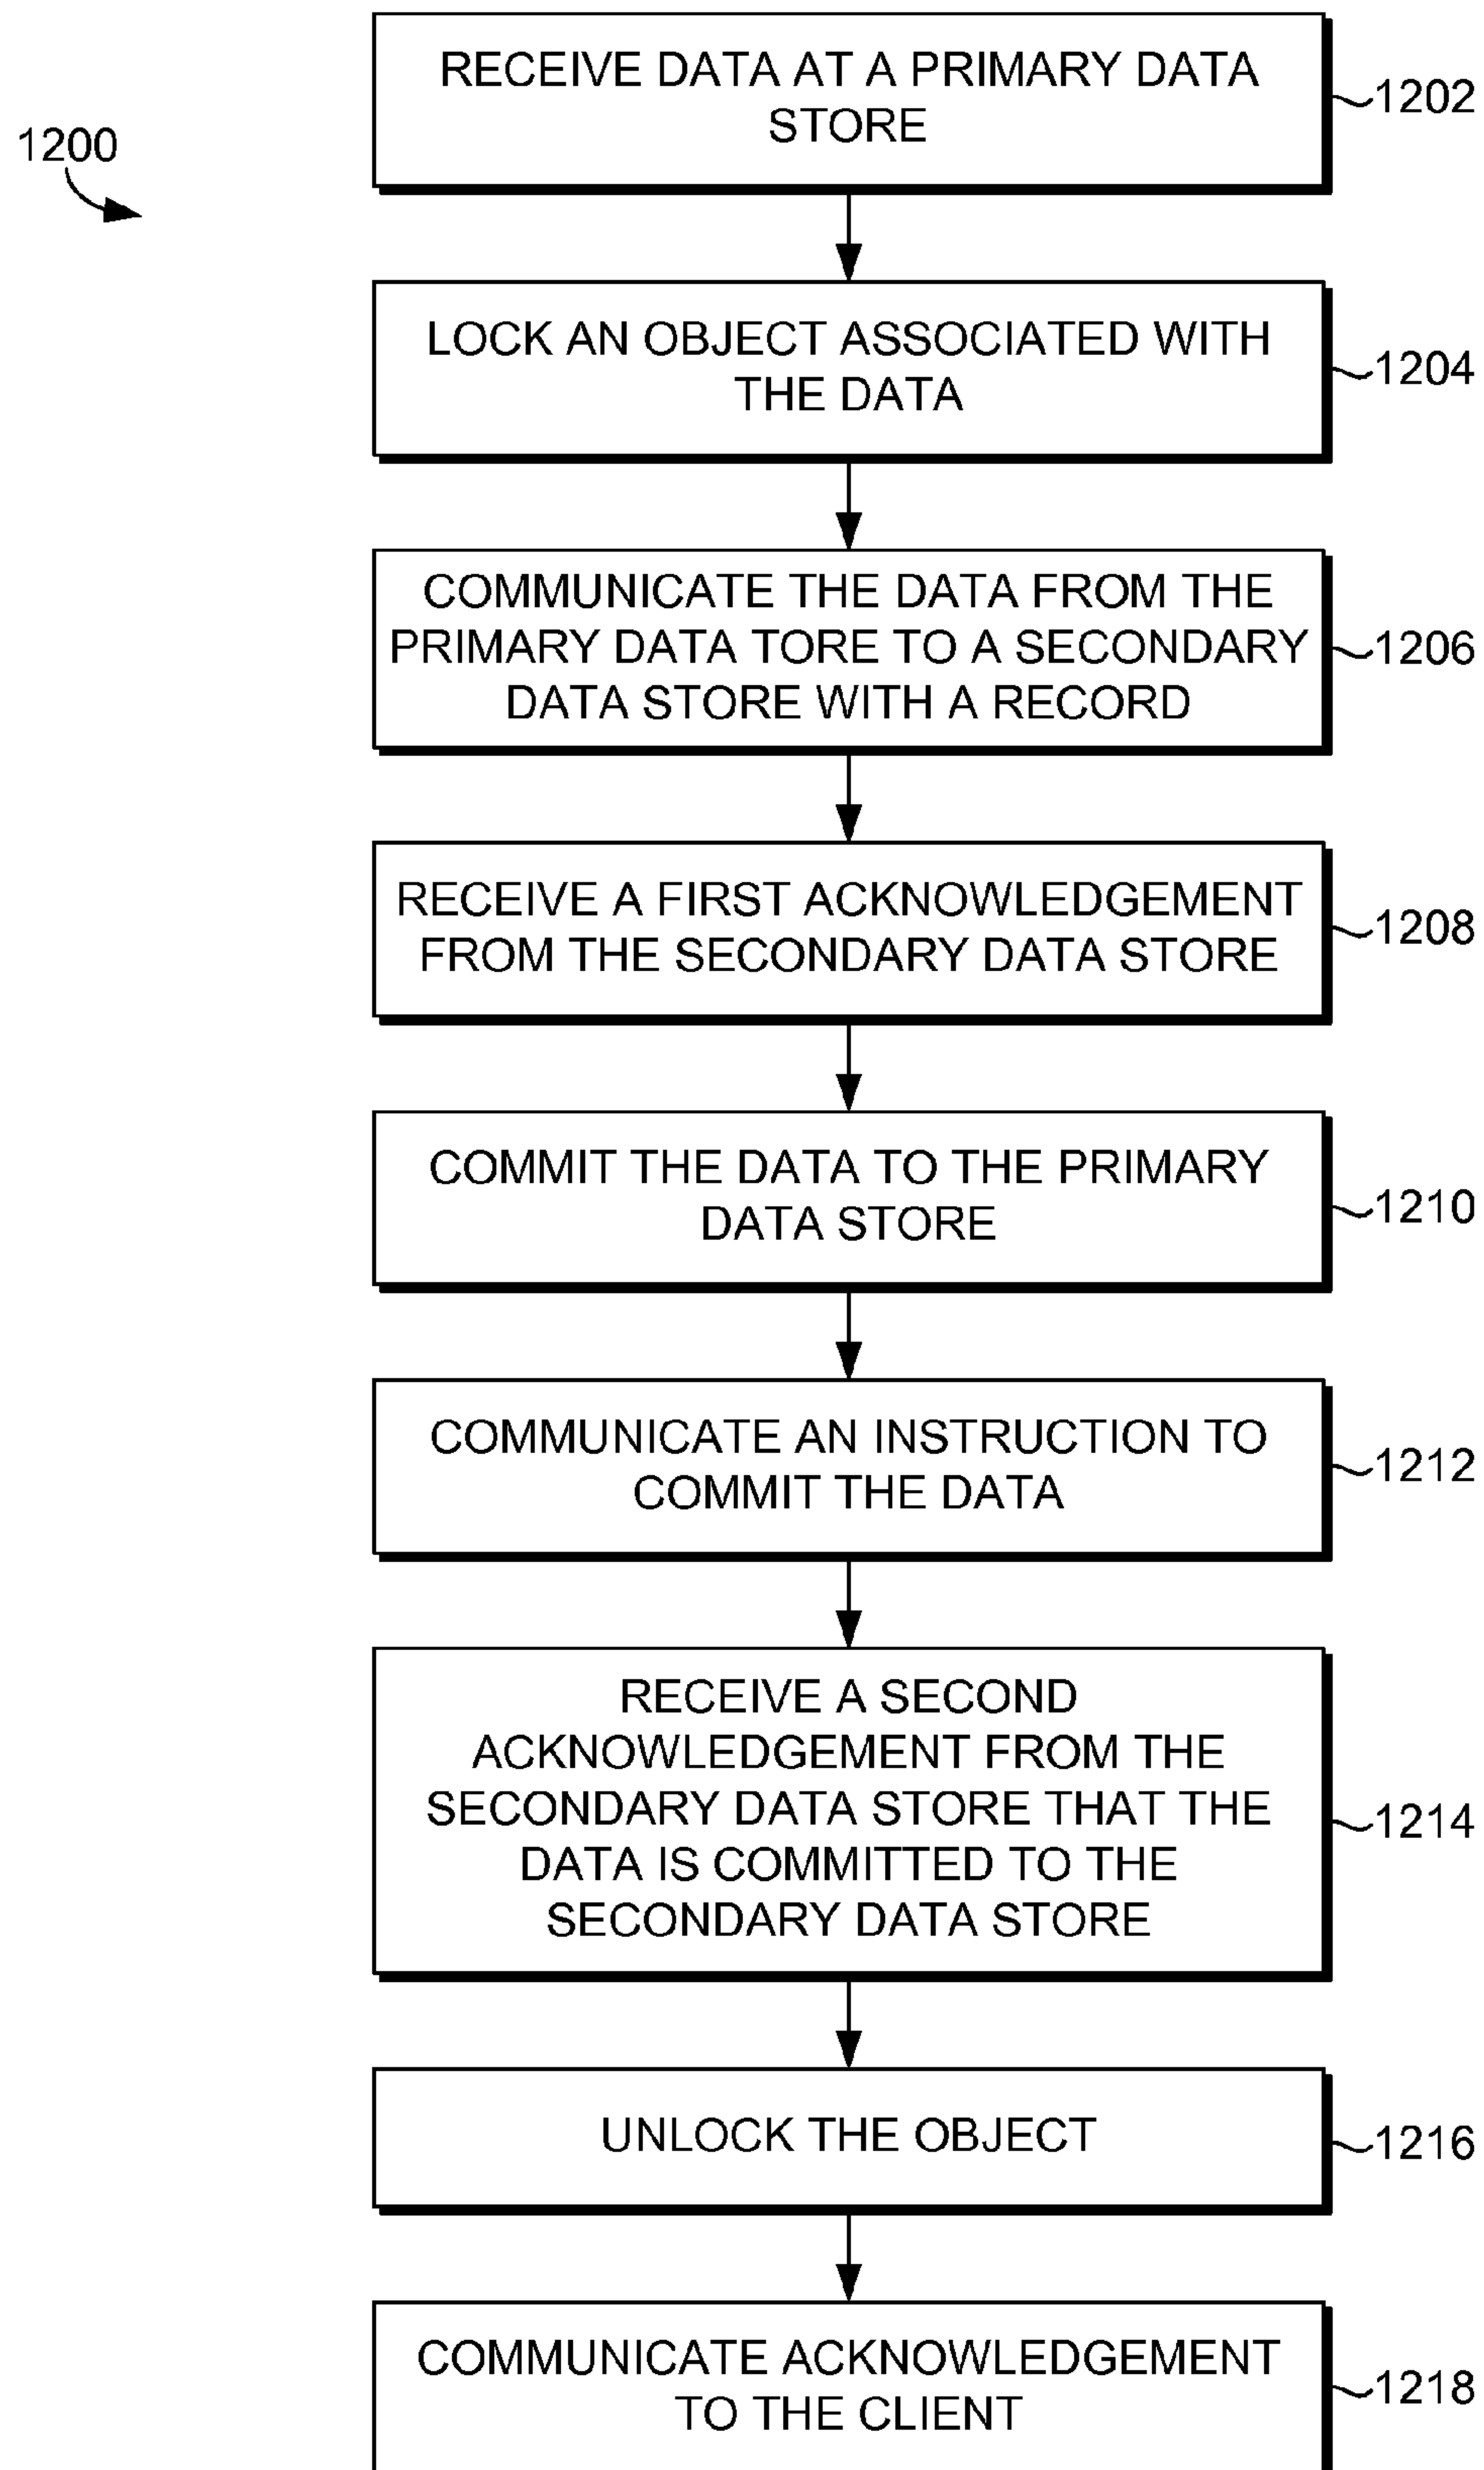 1200
RECEIVE DATA AT A PRIMARY DATA
STORE
1202
LOCK AN OBJECT ASSOCIATED WITH
THE DATA
1204
COMMUNICATE THE DATA FROM THE
PRIMARY DATA TORE TO A SECONDARY
DATA STORE WITH A RECORD
1206
RECEIVE A FIRST ACKNOWLEDGEMENT
FROM THE SECONDARY DATA STORE
1208
COMMIT THE DATA TO THE PRIMARY
DATA STORE
1210
COMMUNICATE AN INSTRUCTION TO
COMMIT THE DATA
1212
RECEIVE A SECOND
ACKNOWLEDGEMENT FROM THE
SECONDARY DATA STORE THAT THE
DATA IS COMMITTED TO THE
SECONDARY DATA STORE
1214
UNLOCK THE OBJECT
1216
COMMUNICATE ACKNOWLEDGEMENT
TO THE CLIENT
1218